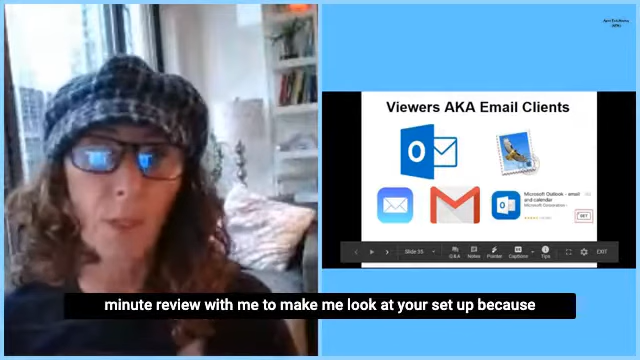 Viewers AKA Email Clients
Microsoft Outlook - email
and calendar
Microsoft Corporation
GET
Slide 35
Q&A
Notes
Pointer
Captions
Tips
EXIT
minute review with me to make me look at your set up because